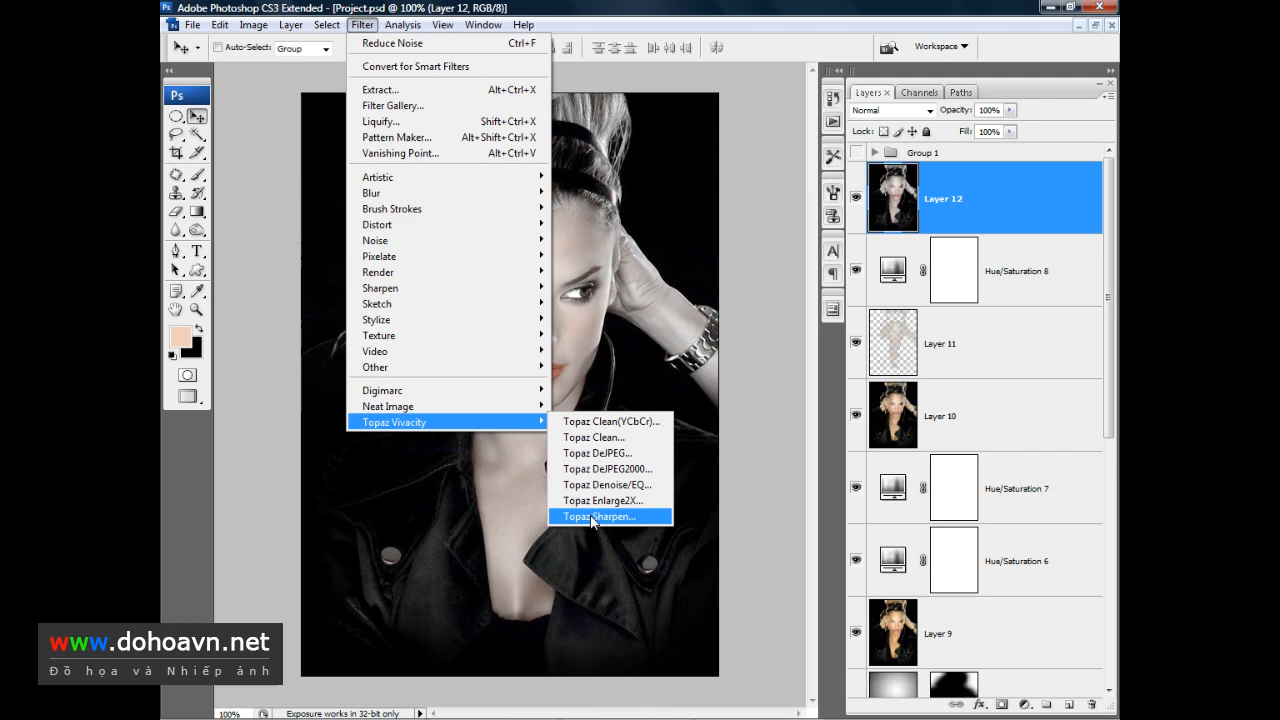 Adobe Photoshop CS3 Extended - [Project.psd @ 100% (Layer 12, RGB/8)]
File Edit Image Layer Select Filter Analysis View Window Help
Auto-Select: Group
Workspace
Reduce Noise Ctrl+F
Convert for Smart Filters
Extract... Alt+Ctrl+X
Filter Gallery...
Liquify... Shift+Ctrl+X
Pattern Maker... Alt+Shift+Ctrl+X
Vanishing Point... Alt+Ctrl+V
Artistic
Blur
Brush Strokes
Distort
Noise
Pixelate
Render
Sharpen
Sketch
Stylize
Texture
Video
Other
Digimarc
Neat Image
Topaz Vivacity
Topaz Clean(YCbCr)...
Topaz Clean...
Topaz DeJPEG...
Topaz DeJPEG2000...
Topaz Denoise/EQ...
Topaz Enlarge2X...
Topaz Sharpen...
Ps
T
A
Layers x Channels Paths
Normal Opacity: 100%
Lock: Fill: 100%
Group 1
Layer 12
Hue/Saturation 8
Layer 11
Layer 10
Hue/Saturation 7
Hue/Saturation 6
Layer 9
www.dohoavn.net
Đồ họa và Nhiếp ảnh
100% Exposure works in 32-bit only